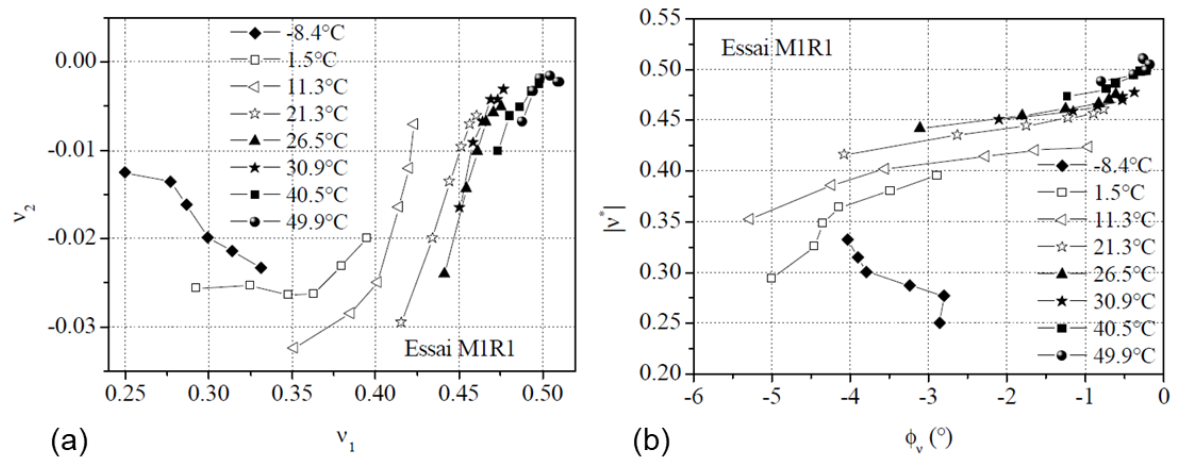 -8.4°C
1.5°C
11.3°C
21.3°C
26.5°C
30.9°C
40.5°C
49.9°C
0.00
-0.01
-0.02
-0.03
ν2
Essai M1R1
0.25 0.30 0.35 0.40 0.45 0.50
(a) ν1
Essai M1R1
0.55
0.50
0.45
0.40
0.35
0.30
0.25
0.20
|ν*|
-8.4°C
1.5°C
11.3°C
21.3°C
26.5°C
30.9°C
40.5°C
49.9°C
-6 -5 -4 -3 -2 -1 0
(b) ϕν (°)